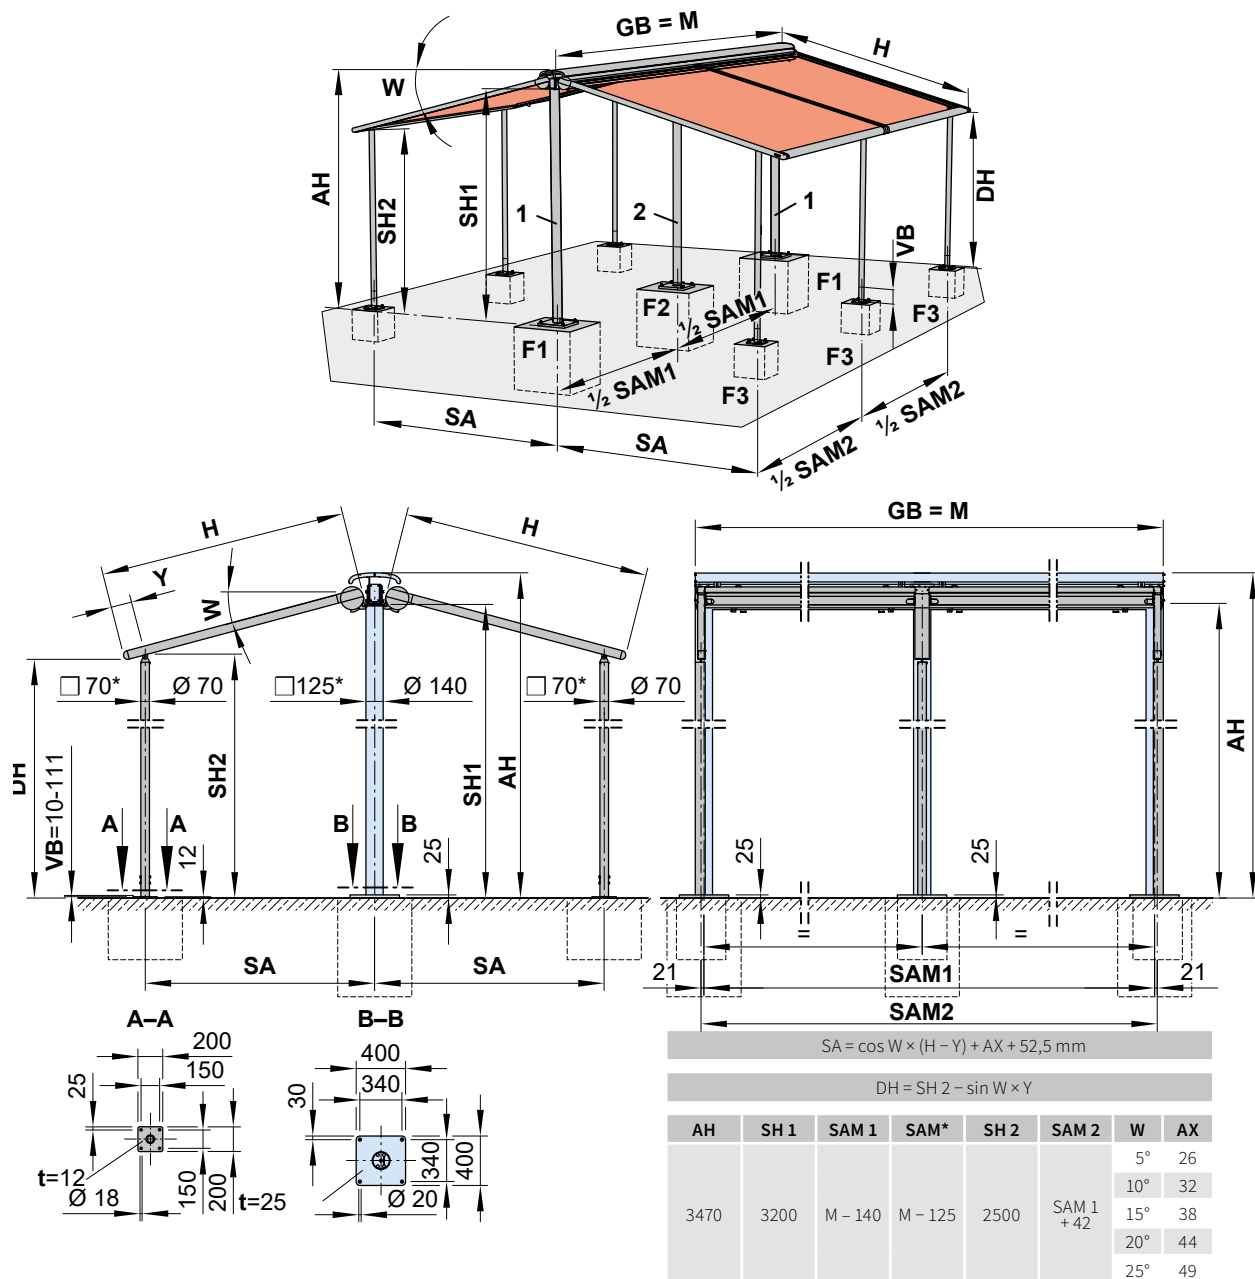 GB = M
H
W
AH
SH2
SH1
1
2
1
DH
VB
F1
F2
F1
F3
F3
F3
½ SAM1
½ SAM1
SA
SA
½ SAM2
½ SAM2
H
H
Y
W
□ 70*
Ø 70
□125*
Ø 140
□ 70*
Ø 70
DH
VB=10-111
SH2
SH1
AH
A
A
B
B
12
25
SA
SA
GB = M
AH
25
25
=
=
21
SAM1
21
SAM2
A–A
200
150
25
t=12
Ø 18
150
200
B–B
400
340
30
340
400
t=25
Ø 20
SA = cos W × (H – Y) + AX + 52,5 mm
DH = SH 2 – sin W × Y
AH SH 1 SAM 1 SAM* SH 2 SAM 2 W AX
3470 3200 M – 140 M – 125 2500 SAM 1 + 42
5° 26
10° 32
15° 38
20° 44
25° 49